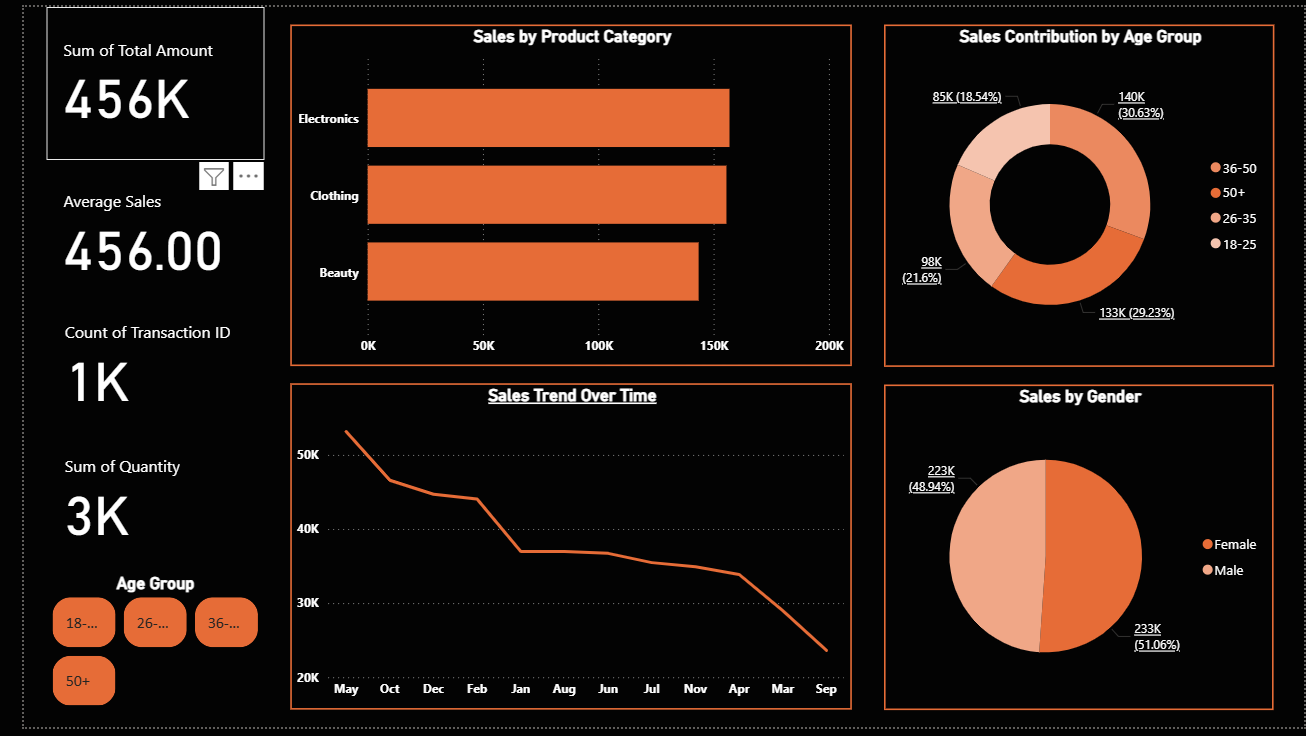 Sum of Total Amount
456K
Average Sales
456.00
Count of Transaction ID
1K
Sum of Quantity
3K
Age Group
18-...
26-...
36-...
50+
Sales by Product Category
Electronics
Clothing
Beauty
0K
50K
100K
150K
200K
Sales Contribution by Age Group
85K (18.54%)
140K
(30.63%)
98K
(21.6%)
133K (29.23%)
36-50
50+
26-35
18-25
Sales Trend Over Time
50K
40K
30K
20K
May
Oct
Dec
Feb
Jan
Aug
Jun
Jul
Nov
Apr
Mar
Sep
Sales by Gender
223K
(48.94%)
233K
(51.06%)
Female
Male